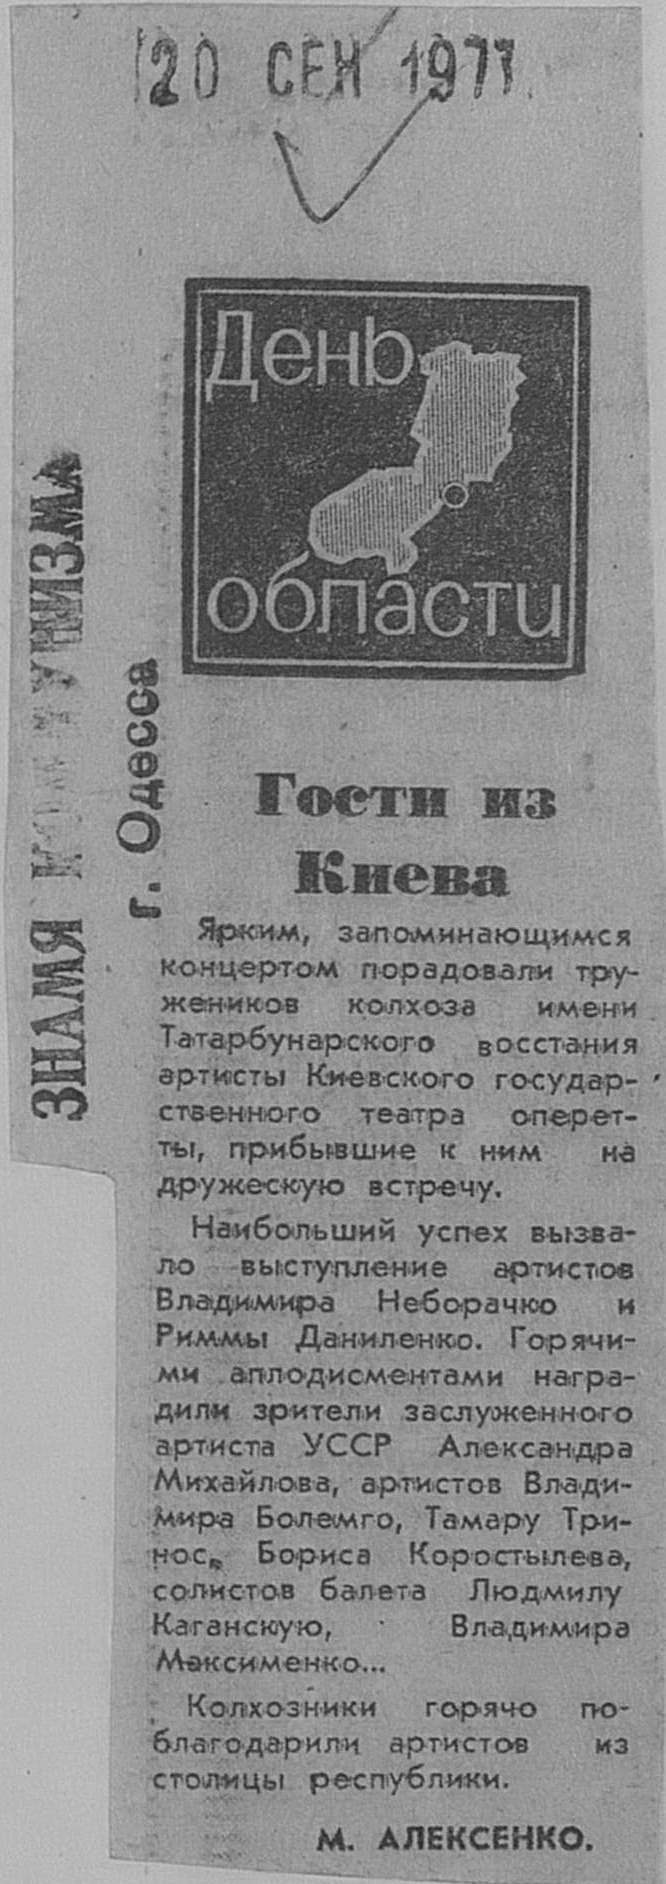 20 СЕН 1977
ЗНАМЯ КОММУНИЗМА
г. Одесса
День
области
Гости из
Киева
Ярким, запоминающимся
концертом порадовали тру-
жеников колхоза имени
Татарбунарского восстания
артисты Киевского государ-
ственного театра оперет-
ты, прибывшие к ним на
дружескую встречу.
Наибольший успех вызва-
ло выступление артистов
Владимира Неборачко и
Риммы Даниленко. Горячи-
ми аплодисментами награ-
дили зрители заслуженного
артиста УССР Александра
Михайлова, артистов Влади-
мира Болемго, Тамару Три-
нос, Бориса Коростылева,
солистов балета Людмилу
Каганскую, Владимира
Максименко...
Колхозники горячо по-
благодарили артистов из
столицы республики.
М. АЛЕКСЕНКО.